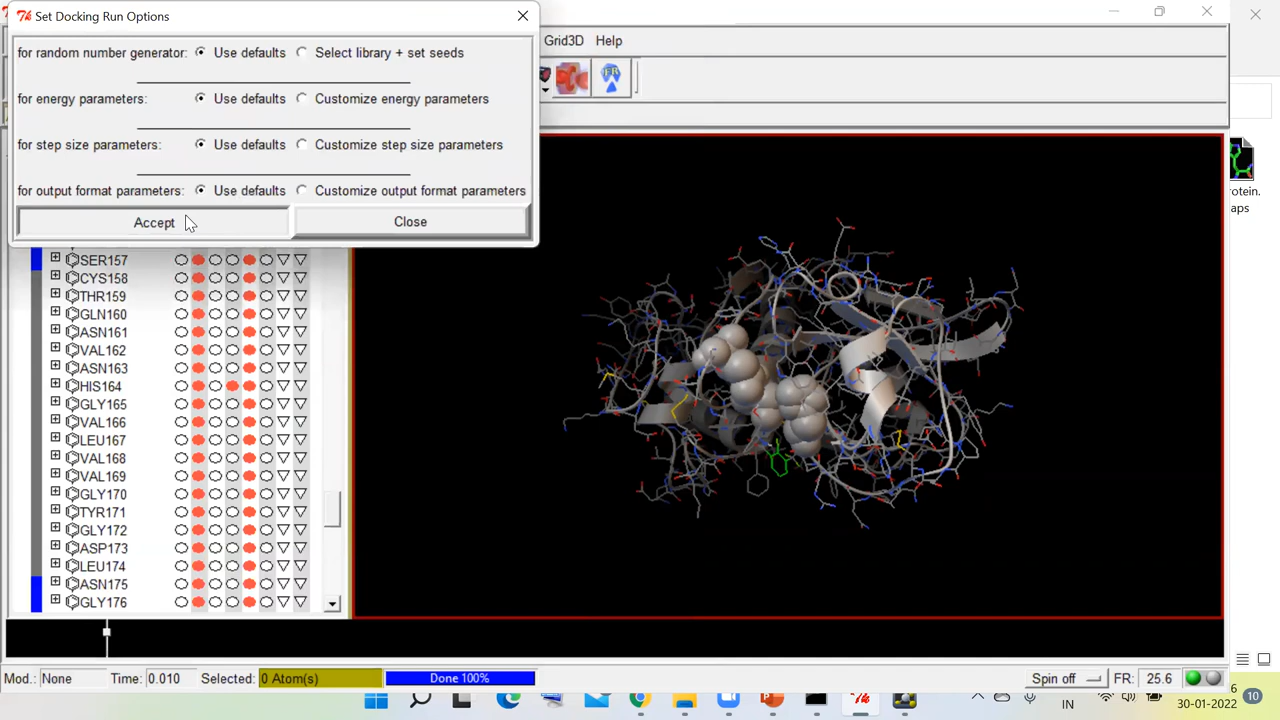 Set Docking Run Options
for random number generator: Use defaults Select library + set seeds
for energy parameters: Use defaults Customize energy parameters
for step size parameters: Use defaults Customize step size parameters
for output format parameters: Use defaults Customize output format parameters
Accept Close
Grid3D Help
FR
rotein.
aps
SER157
CYS158
THR159
GLN160
ASN161
VAL162
ASN163
HIS164
GLY165
VAL166
LEU167
VAL168
VAL169
GLY170
TYR171
GLY172
ASP173
LEU174
ASN175
GLY176
Mod.: None Time: 0.010 Selected: 0 Atom(s) Done 100% Spin off FR: 25.6
IN 30-01-2022 10
6